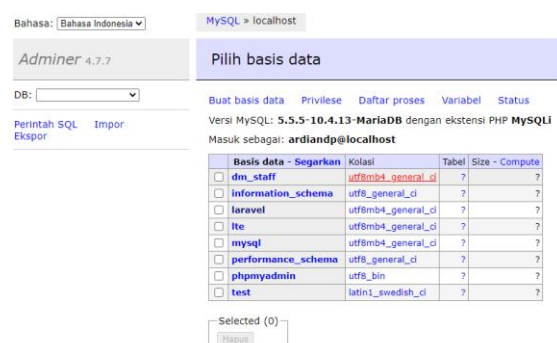 Bahasa: Bahasa Indonesia
MySQL » localhost
Adminer 4.7.7
Pilih basis data
DB:
Perintah SQL Impor
Ekspor
Buat basis data Privilese Daftar proses Variabel Status
Versi MySQL: 5.5.5-10.4.13-MariaDB dengan ekstensi PHP MySQLi
Masuk sebagai: ardiandp@localhost
Basis data - Segarkan Kolasi Tabel Size - Compute
dm_staff utf8mb4_general_ci ? ?
information_schema utf8_general_ci ? ?
laravel utf8mb4_general_ci ? ?
lte utf8mb4_general_ci ? ?
mysql utf8mb4_general_ci ? ?
performance_schema utf8_general_ci ? ?
phpmyadmin utf8_bin ? ?
test latin1_swedish_ci ? ?
Selected (0)
Hapus